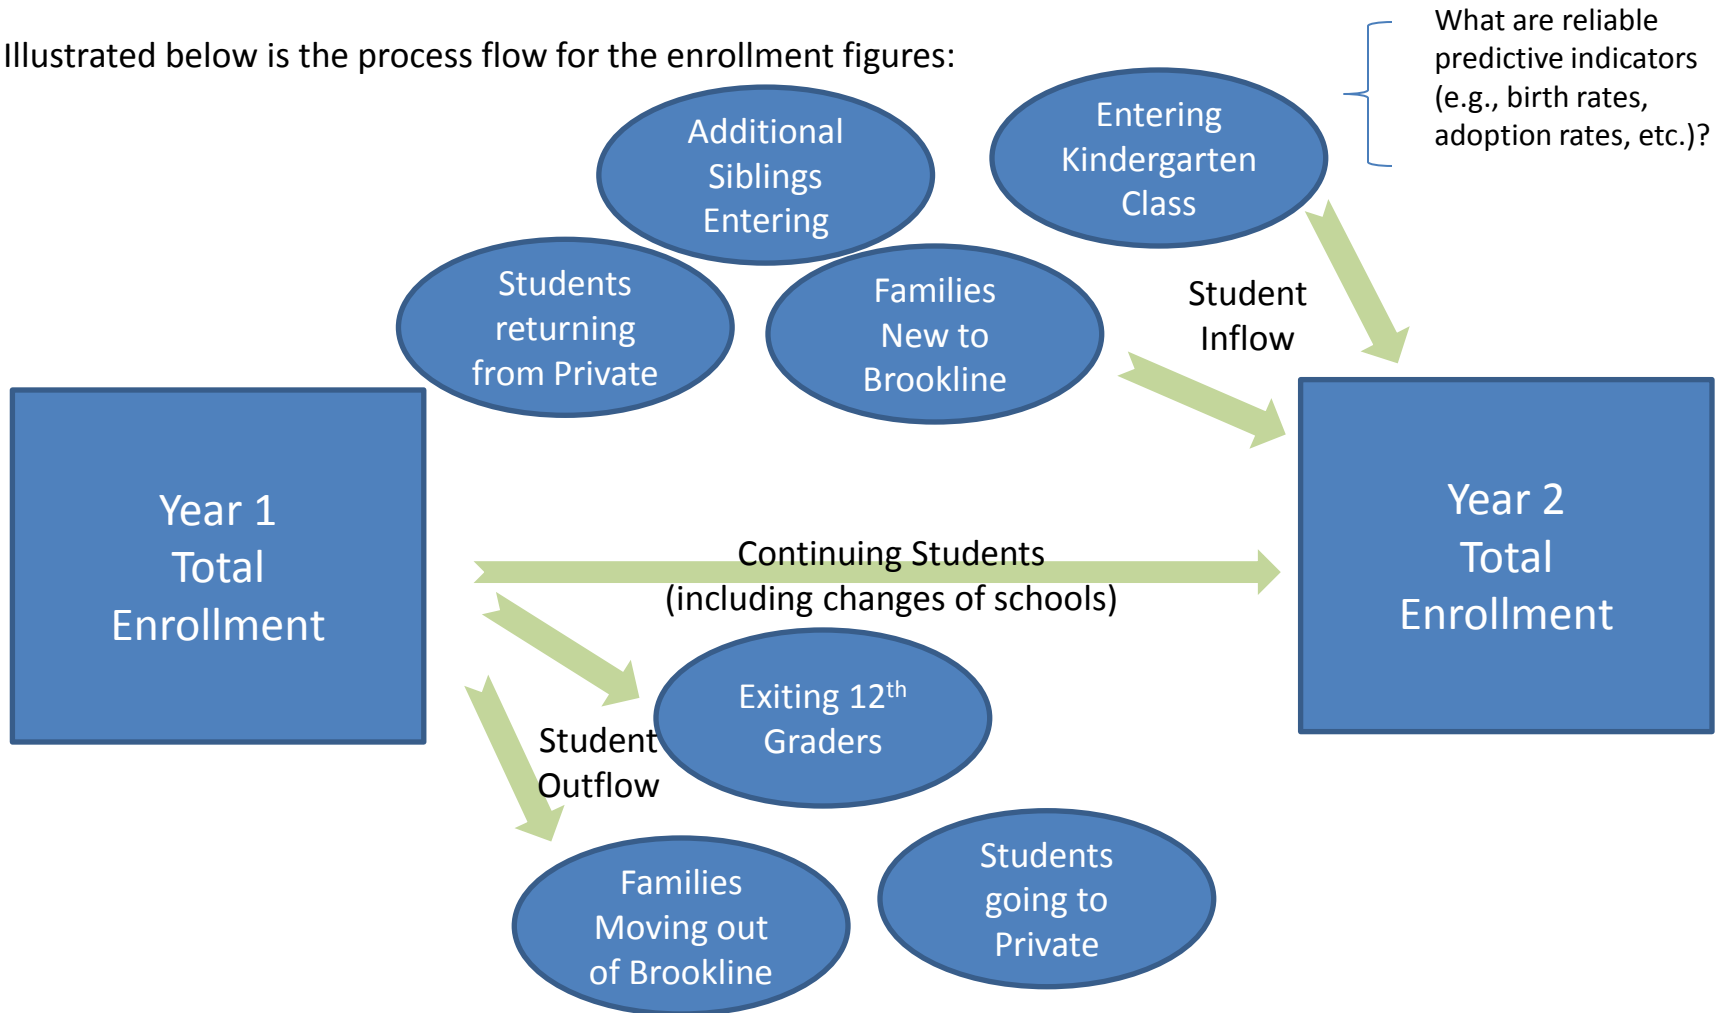 Illustrated below is the process flow for the enrollment figures:
What are reliable
predictive indicators
(e.g., birth rates,
adoption rates, etc.)?
Additional
Siblings
Entering
Entering
Kindergarten
Class
Students
returning
from Private
Families
New to
Brookline
Student
Inflow
Year 1
Total
Enrollment
Continuing Students
(including changes of schools)
Year 2
Total
Enrollment
Exiting 12th
Graders
Student
Outflow
Families
Moving out
of Brookline
Students
going to
Private